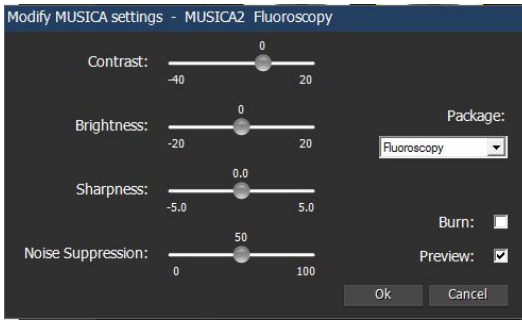 Modify MUSICA settings - MUSICA2 Fluoroscopy
0
Contrast:
-40 20
0
Brightness:
-20 20
Package:
Fluoroscopy
0.0
Sharpness:
-5.0 5.0
Burn:
50
Noise Suppression:
0 100
Preview:
Ok Cancel